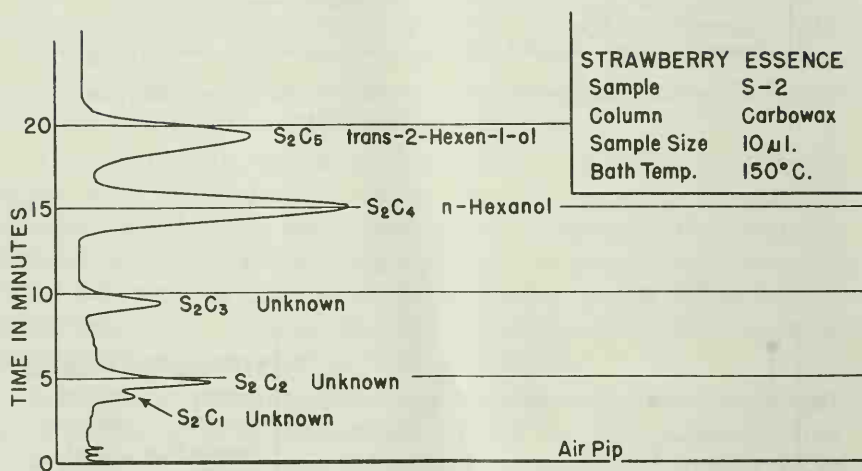 STRAWBERRY ESSENCE
Sample S-2
Column Carbowax
Sample Size 10 µl.
Bath Temp. 150°C.
TIME IN MINUTES
20
S₂C₅ trans-2-Hexen-1-ol
15
S₂C₄ n-Hexanol
10
S₂C₃ Unknown
5
S₂C₂ Unknown
S₂C₁ Unknown
Air Pip
0